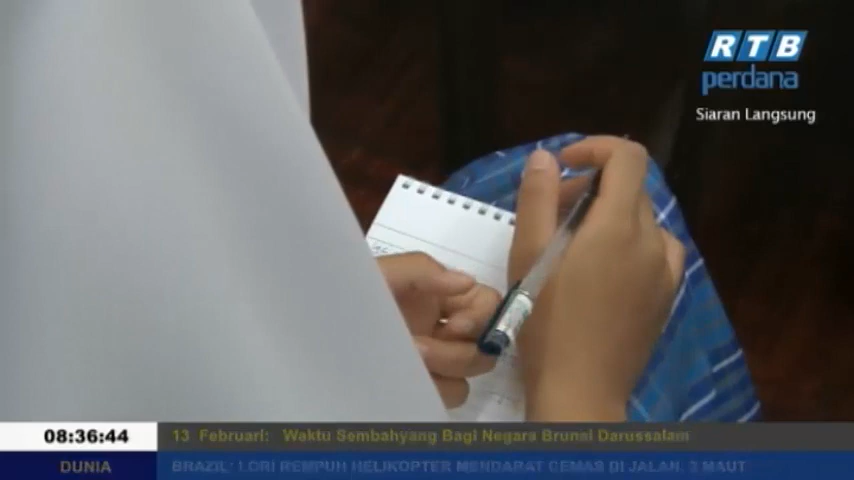 RTB
perdana
Siaran Langsung
08:36:44
13 Februari: Waktu Sembahyang Bagi Negara Brunei Darussalam
DUNIA
BRAZIL: LORI REMPUH HELIKOPTER MENDARAT CEMAS DI JALAN, 3 MAUT